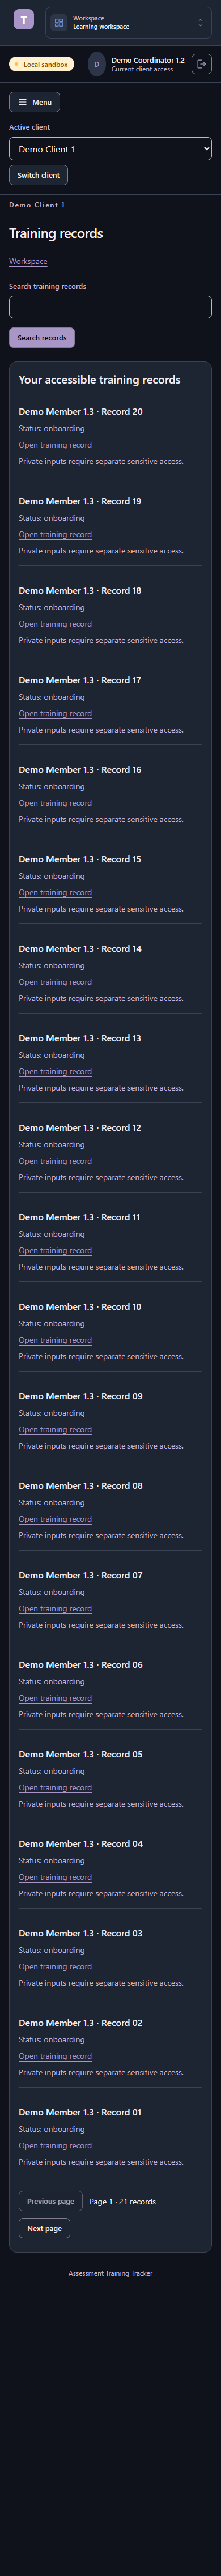 T
Workspace
Learning workspace
Local sandbox
D
Demo Coordinator 1.2
Current client access
Menu
Active client
Demo Client 1
Switch client
Demo Client 1
Training records
Workspace
Search training records
Search records
Your accessible training records
Demo Member 1.3 · Record 20
Status: onboarding
Open training record
Private inputs require separate sensitive access.
Demo Member 1.3 · Record 19
Status: onboarding
Open training record
Private inputs require separate sensitive access.
Demo Member 1.3 · Record 18
Status: onboarding
Open training record
Private inputs require separate sensitive access.
Demo Member 1.3 · Record 17
Status: onboarding
Open training record
Private inputs require separate sensitive access.
Demo Member 1.3 · Record 16
Status: onboarding
Open training record
Private inputs require separate sensitive access.
Demo Member 1.3 · Record 15
Status: onboarding
Open training record
Private inputs require separate sensitive access.
Demo Member 1.3 · Record 14
Status: onboarding
Open training record
Private inputs require separate sensitive access.
Demo Member 1.3 · Record 13
Status: onboarding
Open training record
Private inputs require separate sensitive access.
Demo Member 1.3 · Record 12
Status: onboarding
Open training record
Private inputs require separate sensitive access.
Demo Member 1.3 · Record 11
Status: onboarding
Open training record
Private inputs require separate sensitive access.
Demo Member 1.3 · Record 10
Status: onboarding
Open training record
Private inputs require separate sensitive access.
Demo Member 1.3 · Record 09
Status: onboarding
Open training record
Private inputs require separate sensitive access.
Demo Member 1.3 · Record 08
Status: onboarding
Open training record
Private inputs require separate sensitive access.
Demo Member 1.3 · Record 07
Status: onboarding
Open training record
Private inputs require separate sensitive access.
Demo Member 1.3 · Record 06
Status: onboarding
Open training record
Private inputs require separate sensitive access.
Demo Member 1.3 · Record 05
Status: onboarding
Open training record
Private inputs require separate sensitive access.
Demo Member 1.3 · Record 04
Status: onboarding
Open training record
Private inputs require separate sensitive access.
Demo Member 1.3 · Record 03
Status: onboarding
Open training record
Private inputs require separate sensitive access.
Demo Member 1.3 · Record 02
Status: onboarding
Open training record
Private inputs require separate sensitive access.
Demo Member 1.3 · Record 01
Status: onboarding
Open training record
Private inputs require separate sensitive access.
Previous page
Page 1 · 21 records
Next page
Assessment Training Tracker